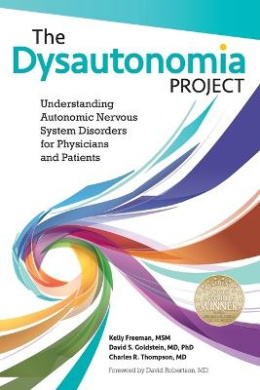 The
Dysautonomia
PROJECT
Understanding
Autonomic Nervous
System Disorders
for Physicians
and Patients
WINNER
Kelly Freeman, MSM
David S. Goldstein, MD, PhD
Charles R. Thompson, MD
Foreword by David Robertson, MD